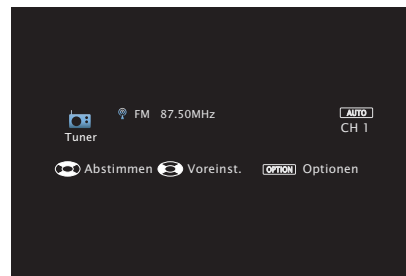 FM 87.50MHz
AUTO
Tuner
CH 1
Abstimmen Voreinst. OPTION Optionen